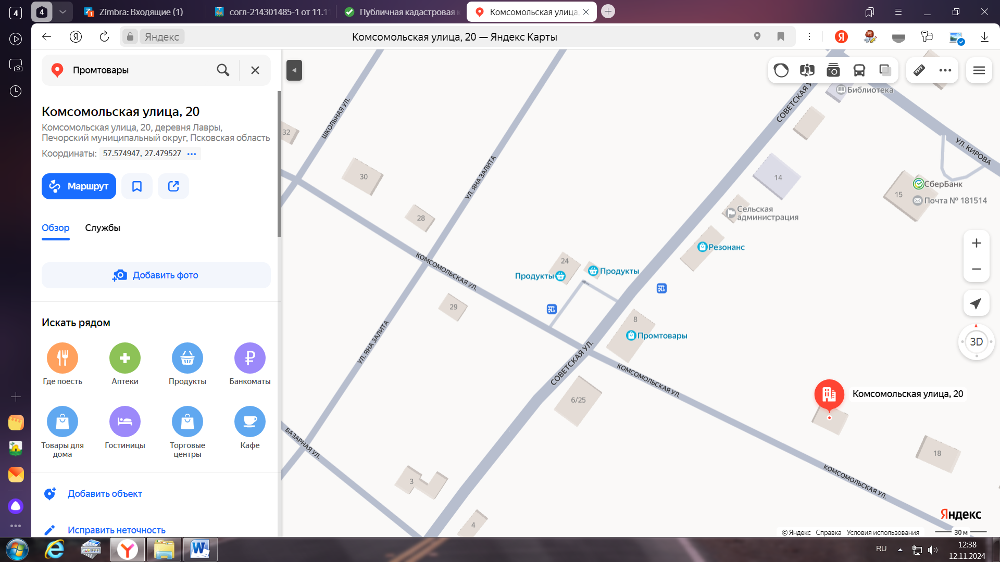 4
4
Zimbra: Входящие (1)
согл-214301485-1 от 11.1
Публичная кадастровая к
Комсомольская улица,
Яндекс
Комсомольская улица, 20 — Яндекс Карты
Промтовары
Комсомольская улица, 20
Комсомольская улица, 20, деревня Лавры,
Печорский муниципальный округ, Псковская область
Координаты: 57.574947, 27.479527
Маршрут
Обзор
Службы
Добавить фото
Искать рядом
Где поесть
Аптеки
Продукты
Банкоматы
Товары для
дома
Гостиницы
Торговые
центры
Кафе
Добавить объект
Исправить неточность
ШКОЛЬНАЯ УЛ.
32
30
28
УЛ. ЯНА ЗАЛИТА
КОМСОМОЛЬСКАЯ УЛ.
29
УЛ. ЯНА ЗАЛИТА
БАЗАРНАЯ УЛ.
3
4
24
Продукты
Продукты
СОВЕТСКАЯ У
Библиотека
УЛ. КИРОВА
14
15
СберБанк
Почта № 181514
Сельская
администрация
Резонанс
8
Промтовары
СОВЕТСКАЯ УЛ.
КОМСОМОЛЬСКАЯ УЛ.
6/25
Комсомольская улица, 20
18
КОМСОМОЛЬСКАЯ УЛ.
3D
Яндекс
© Яндекс Справка Условия использования
30 м
RU
12:38
12.11.2024